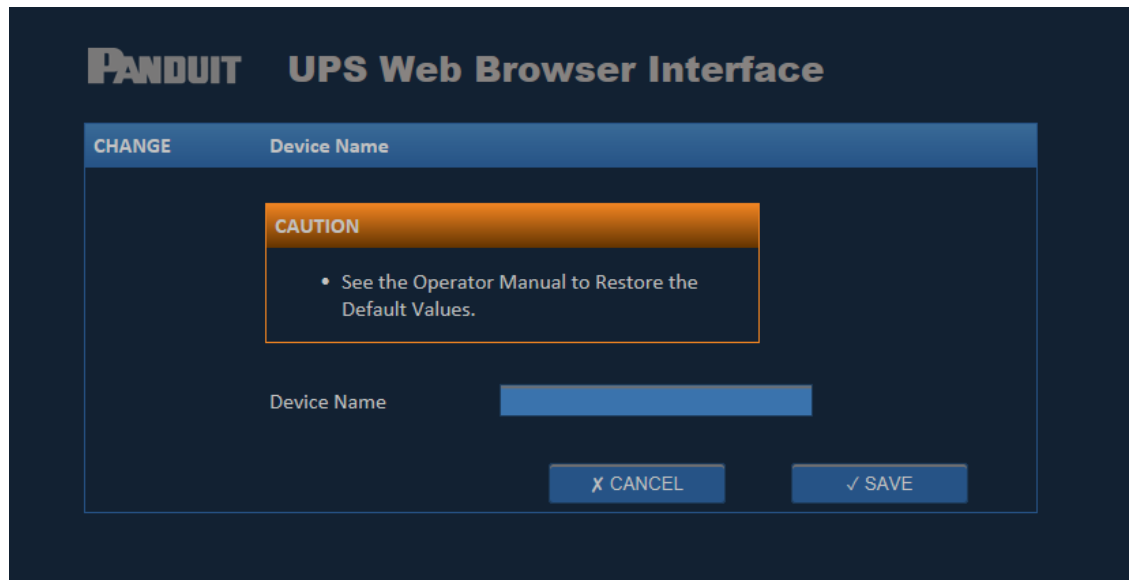 PANDUIT UPS Web Browser Interface
CHANGE Device Name
CAUTION
• See the Operator Manual to Restore the
Default Values.
Device Name
✗ CANCEL ✓ SAVE